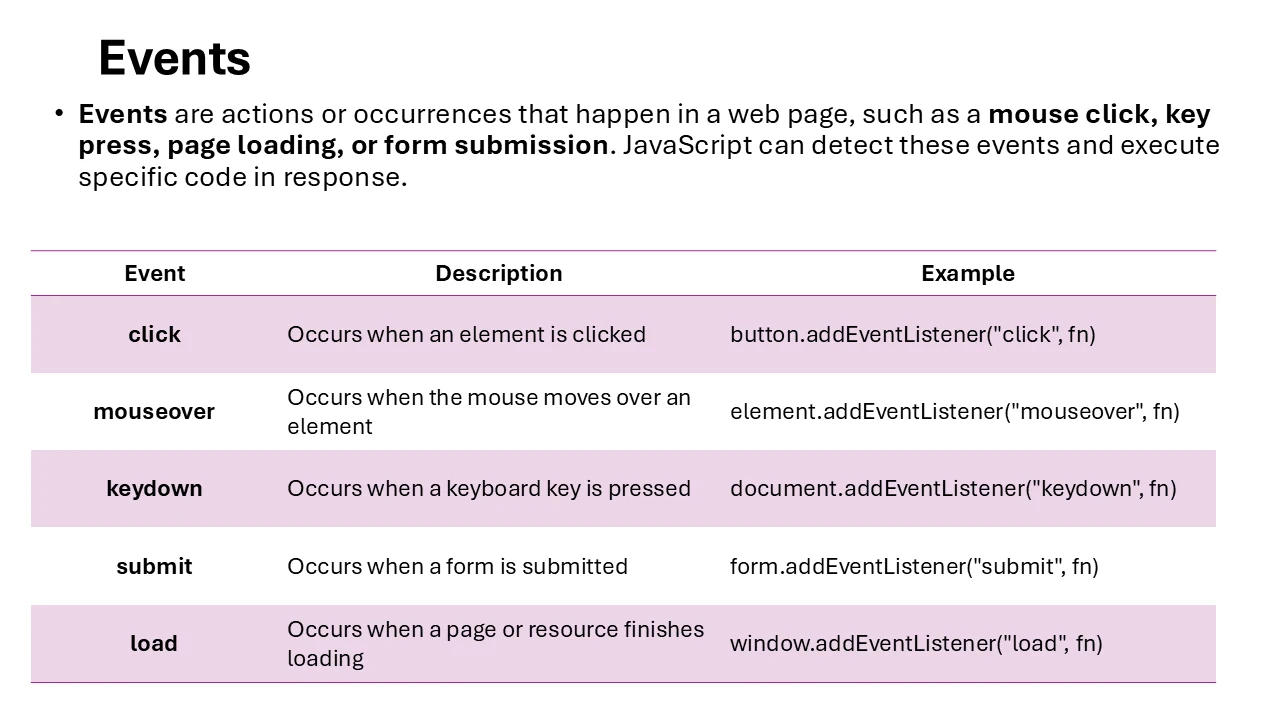 Events
• Events are actions or occurrences that happen in a web page, such as a mouse click, key
press, page loading, or form submission. JavaScript can detect these events and execute
specific code in response.
Event Description Example
click Occurs when an element is clicked button.addEventListener("click", fn)
mouseover Occurs when the mouse moves over an element element.addEventListener("mouseover", fn)
keydown Occurs when a keyboard key is pressed document.addEventListener("keydown", fn)
submit Occurs when a form is submitted form.addEventListener("submit", fn)
load Occurs when a page or resource finishes loading window.addEventListener("load", fn)